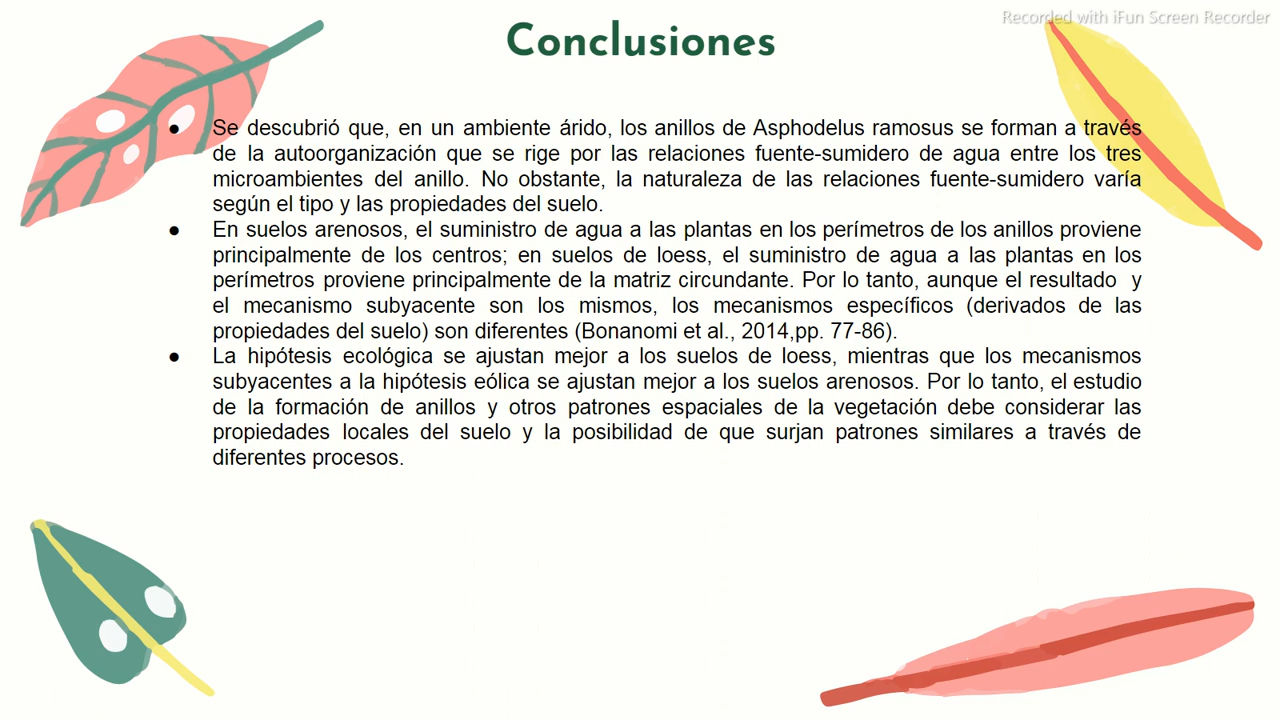 Recorded with iFun Screen Recorder
Conclusiones
● Se descubrió que, en un ambiente árido, los anillos de Asphodelus ramosus se forman a través
de la autoorganización que se rige por las relaciones fuente-sumidero de agua entre los tres
microambientes del anillo. No obstante, la naturaleza de las relaciones fuente-sumidero varía
según el tipo y las propiedades del suelo.
● En suelos arenosos, el suministro de agua a las plantas en los perímetros de los anillos proviene
principalmente de los centros; en suelos de loess, el suministro de agua a las plantas en los
perímetros proviene principalmente de la matriz circundante. Por lo tanto, aunque el resultado y
el mecanismo subyacente son los mismos, los mecanismos específicos (derivados de las
propiedades del suelo) son diferentes (Bonanomi et al., 2014,pp. 77-86).
● La hipótesis ecológica se ajustan mejor a los suelos de loess, mientras que los mecanismos
subyacentes a la hipótesis eólica se ajustan mejor a los suelos arenosos. Por lo tanto, el estudio
de la formación de anillos y otros patrones espaciales de la vegetación debe considerar las
propiedades locales del suelo y la posibilidad de que surjan patrones similares a través de
diferentes procesos.